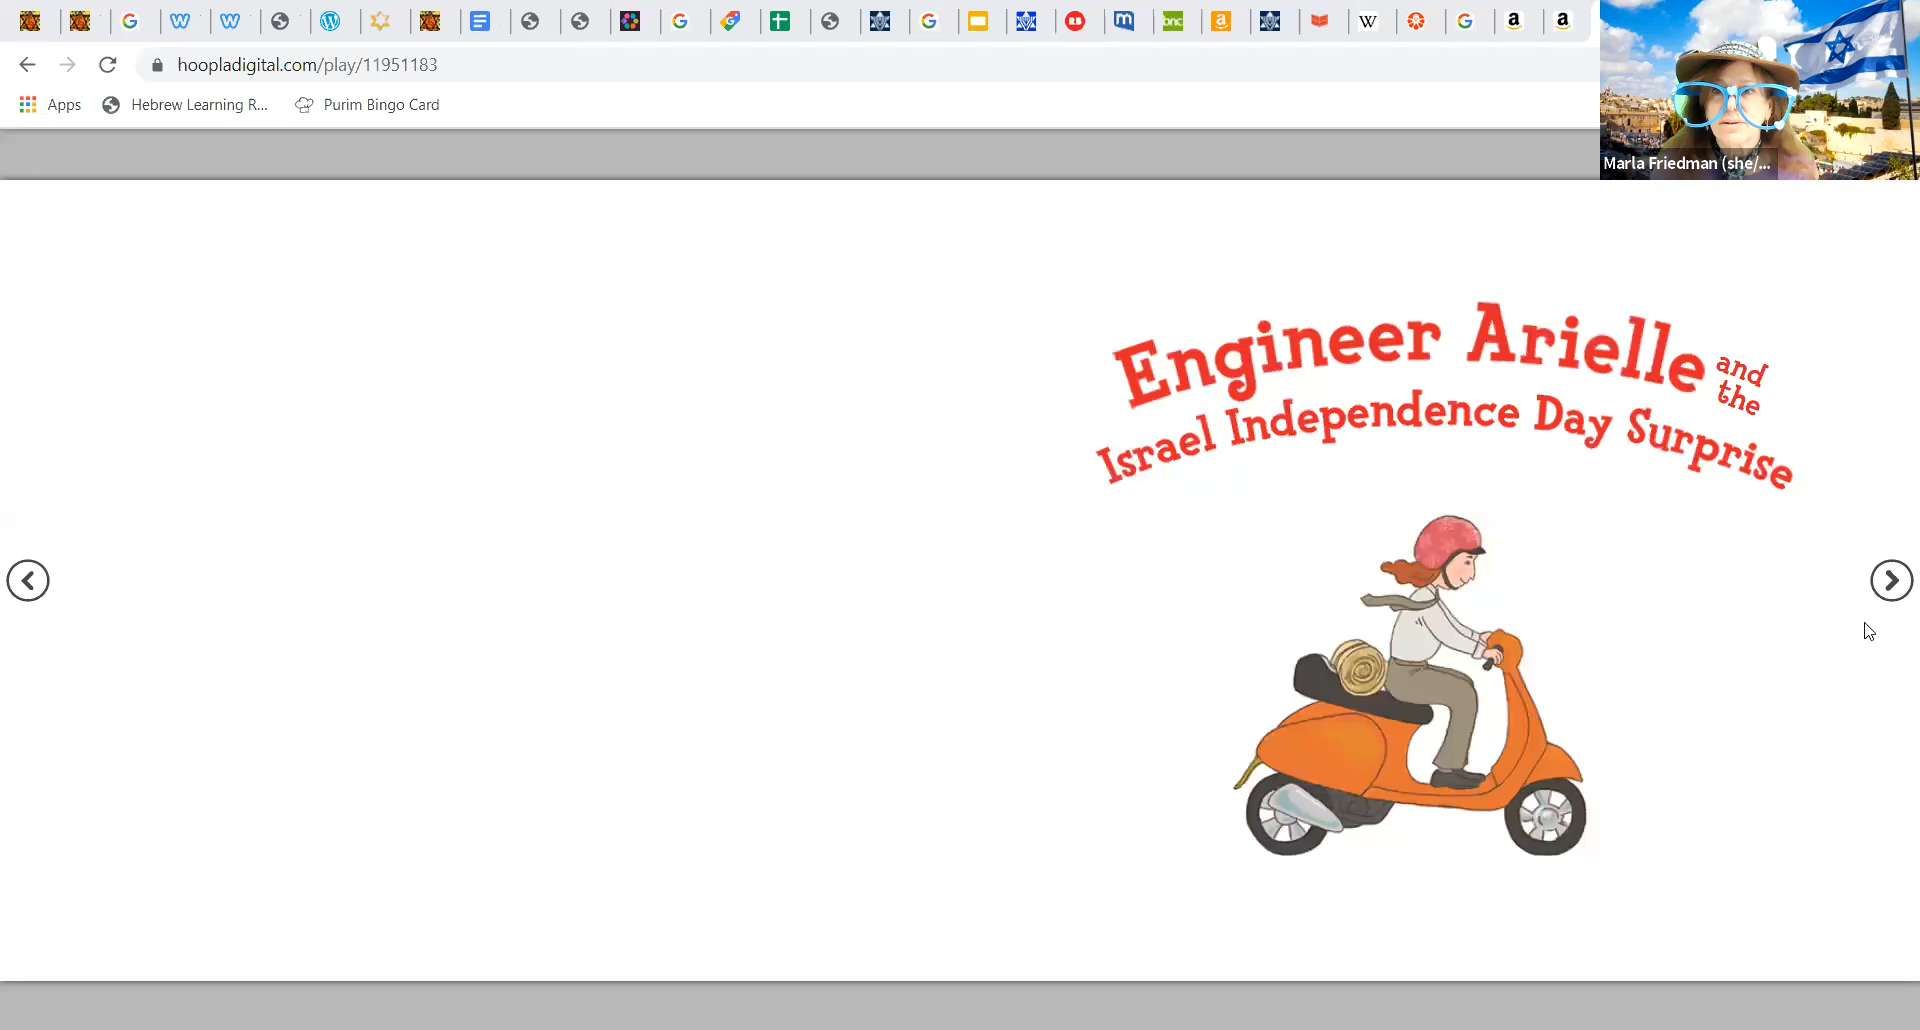 hoopladigital.com/play/11951183
Apps
Hebrew Learning R...
Purim Bingo Card
Marla Friedman (she/...
Engineer Arielle and the
Israel Independence Day Surprise